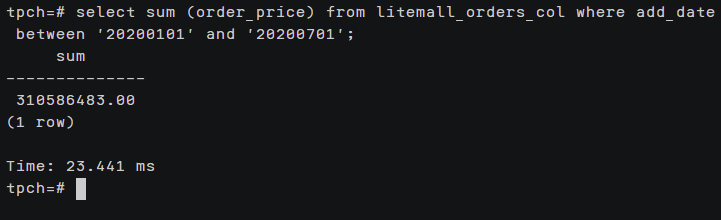 tpch=# select sum (order_price) from litemall_orders_col where add_date
 between '20200101' and '20200701';
     sum
--------------
 310586483.00
(1 row)

Time: 23.441 ms
tpch=#